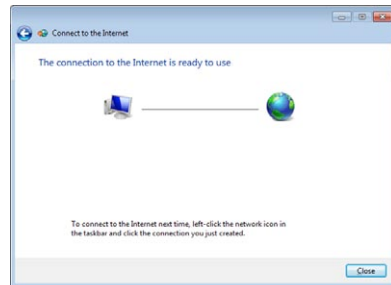 Connect to the Internet
The connection to the Internet is ready to use
To connect to the Internet next time, left-click the network icon in
the taskbar and click the connection you just created.
Close